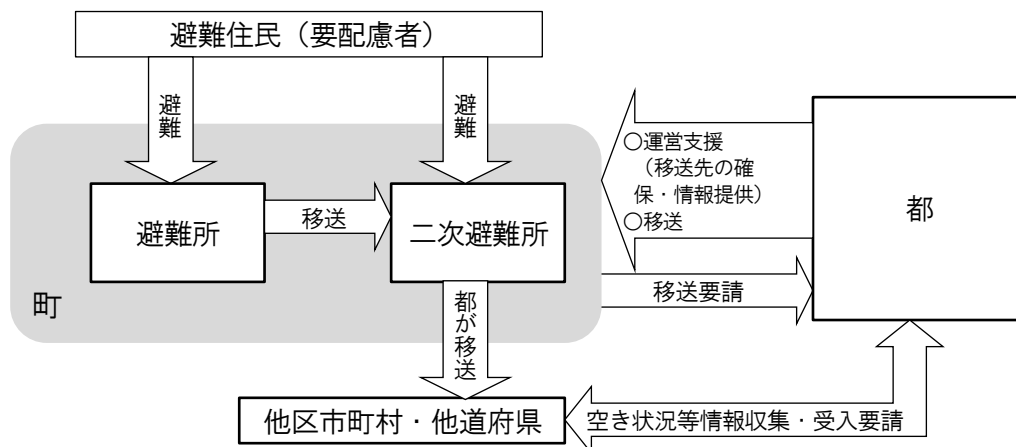 避難住民（要配慮者）
避難
避難
○運営支援
（移送先の確
保・情報提供）
○移送
都
避難所
移送
二次避難所
町
移送要請
都が移送
他区市町村・他道府県
空き状況等情報収集・受入要請